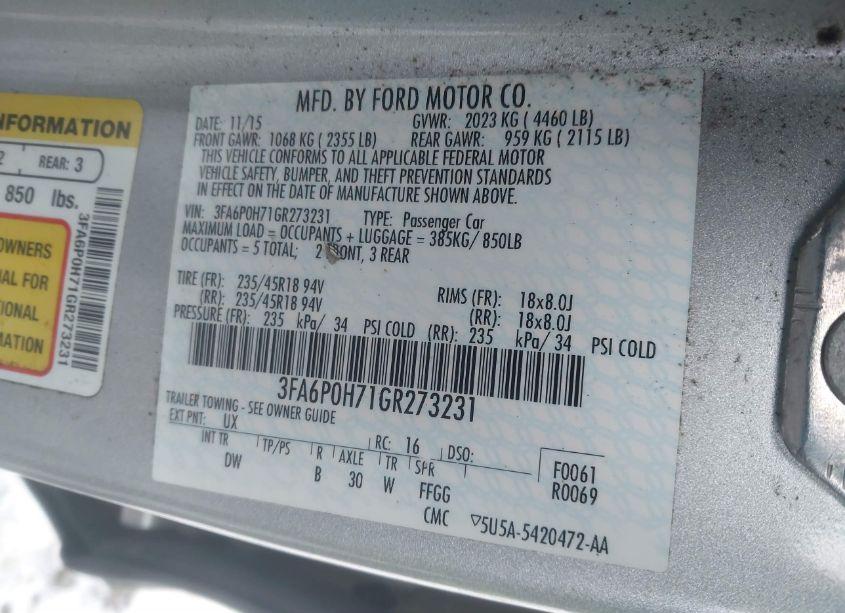 NFORMATION
2 REAR: 3
850 lbs.
OWNERS
AL FOR
TIONAL
MATION
3FA6P0H71GR273231
MFD. BY FORD MOTOR CO.
DATE: 11/15 GVWR: 2023 KG ( 4460 LB)
FRONT GAWR: 1068 KG ( 2355 LB) REAR GAWR: 959 KG ( 2115 LB)
THIS VEHICLE CONFORMS TO ALL APPLICABLE FEDERAL MOTOR
VEHICLE SAFETY, BUMPER, AND THEFT PREVENTION STANDARDS
IN EFFECT ON THE DATE OF MANUFACTURE SHOWN ABOVE.
VIN: 3FA6P0H71GR273231 TYPE: Passenger Car
MAXIMUM LOAD = OCCUPANTS + LUGGAGE = 385KG/ 850LB
OCCUPANTS = 5 TOTAL; 2 FRONT, 3 REAR
TIRE (FR): 235/45R18 94V RIMS (FR): 18x8.0J
(RR): 235/45R18 94V (RR): 18x8.0J
PRESSURE (FR): 235 kPa/ 34 PSI COLD (RR): 235 kPa/ 34 PSI COLD
3FA6P0H71GR273231
TRAILER TOWING - SEE OWNER GUIDE
EXT PNT: UX RC: 16 DSO: F0061
INT TR TP/PS R AXLE TR SPR R0069
DW B 30 W FFGG
CMC ▽5U5A-5420472-AA